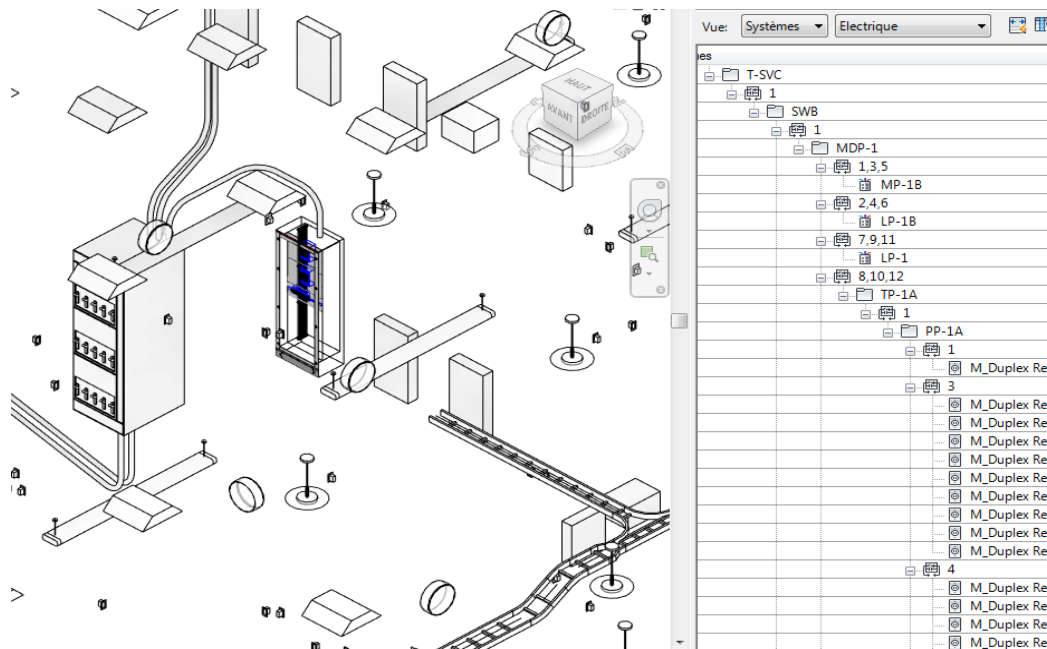 Vue: Systèmes Electrique
nes
T-SVC
1
SWB
1
MDP-1
1,3,5
MP-1B
2,4,6
LP-1B
7,9,11
LP-1
8,10,12
TP-1A
1
PP-1A
1
M_Duplex Re
3
M_Duplex Re
M_Duplex Re
M_Duplex Re
M_Duplex Re
M_Duplex Re
M_Duplex Re
M_Duplex Re
M_Duplex Re
M_Duplex Re
4
M_Duplex Re
M_Duplex Re
M_Duplex Re
M_Duplex Re
HAUT
AVANT DROITE